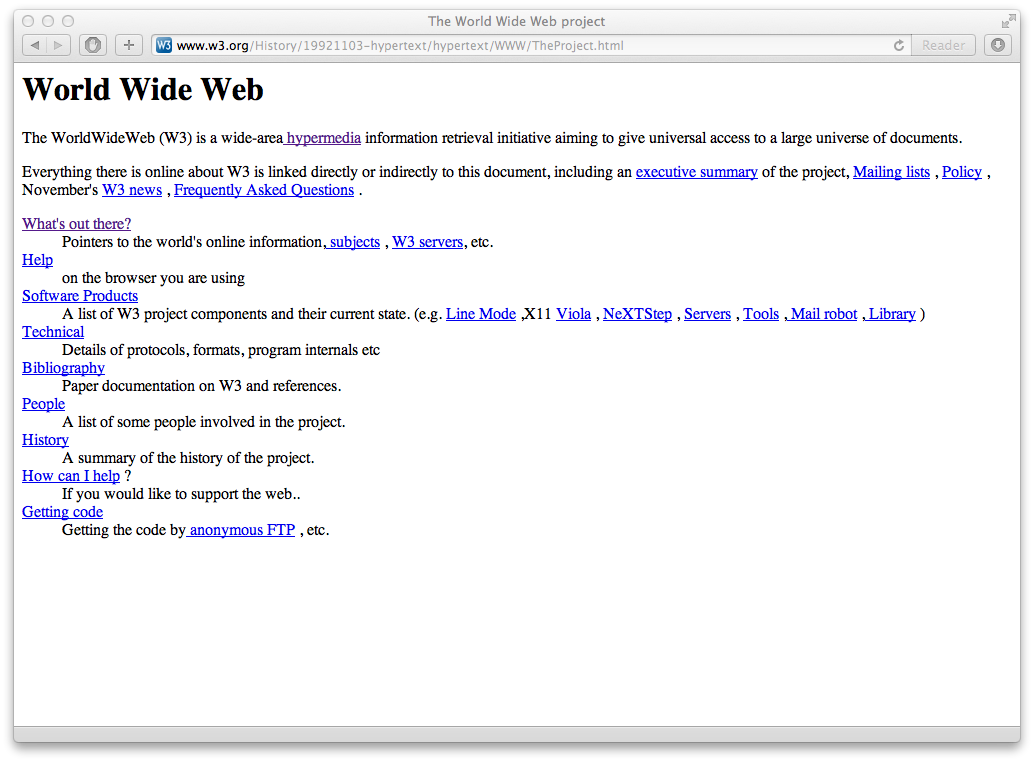 The World Wide Web project
W3 www.w3.org/History/19921103-hypertext/hypertext/WWW/TheProject.html Reader
World Wide Web
The WorldWideWeb (W3) is a wide-area hypermedia information retrieval initiative aiming to give universal access to a large universe of documents.
Everything there is online about W3 is linked directly or indirectly to this document, including an executive summary of the project, Mailing lists , Policy ,
November's W3 news , Frequently Asked Questions .
What's out there?
Pointers to the world's online information, subjects , W3 servers, etc.
Help
on the browser you are using
Software Products
A list of W3 project components and their current state. (e.g. Line Mode ,X11 Viola , NeXTStep , Servers , Tools , Mail robot , Library )
Technical
Details of protocols, formats, program internals etc
Bibliography
Paper documentation on W3 and references.
People
A list of some people involved in the project.
History
A summary of the history of the project.
How can I help ?
If you would like to support the web..
Getting code
Getting the code by anonymous FTP , etc.